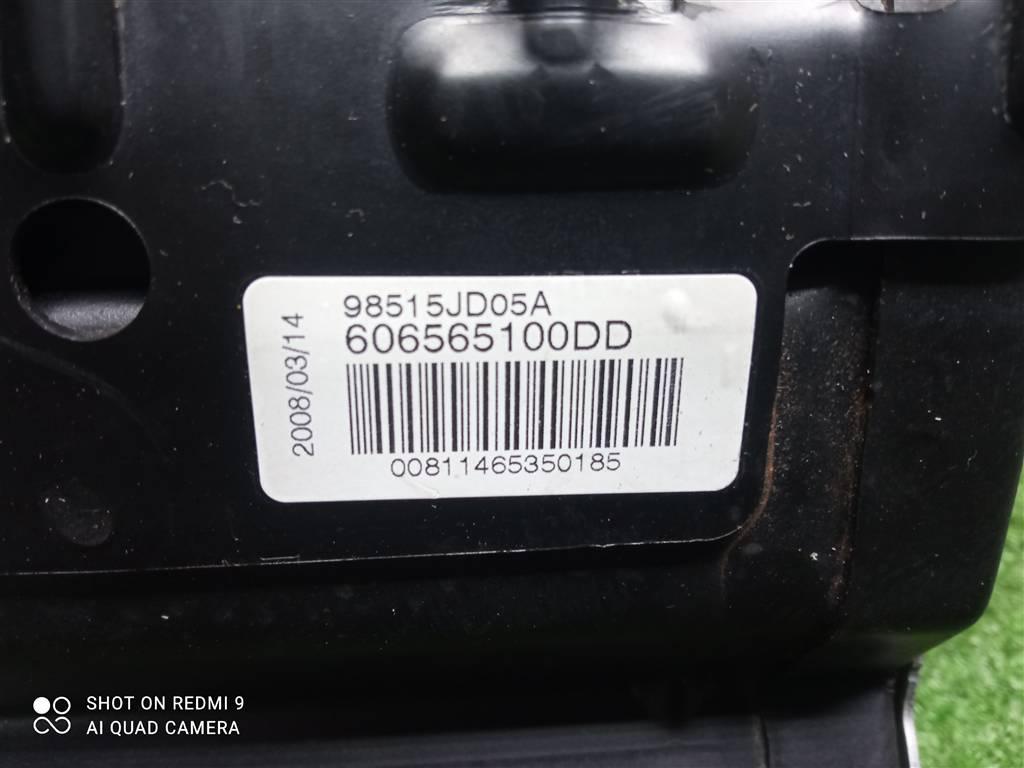 98515JD05A
606565100DD
2008/03/14
00811465350185
SHOT ON REDMI 9
AI QUAD CAMERA